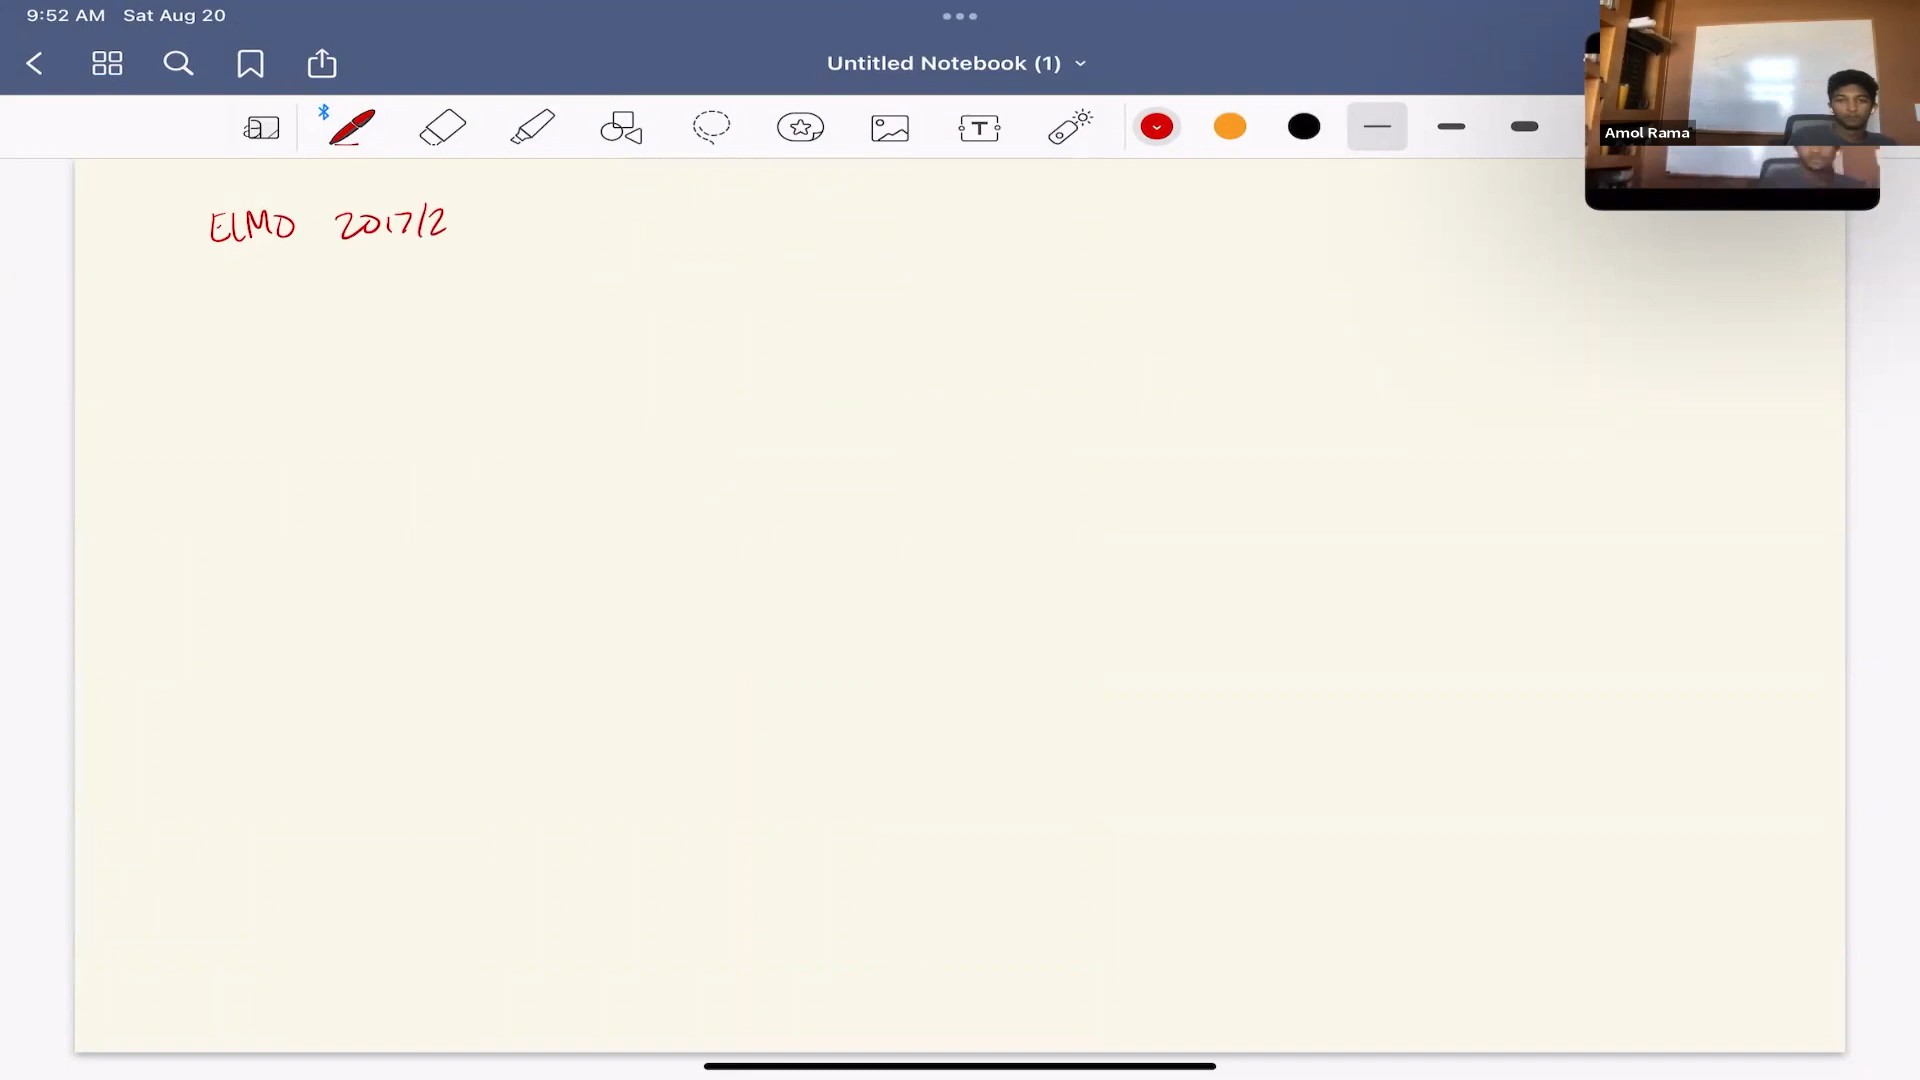 9:52 AM Sat Aug 20
Untitled Notebook (1)
T
Amol Rama
ELMO 2017/2